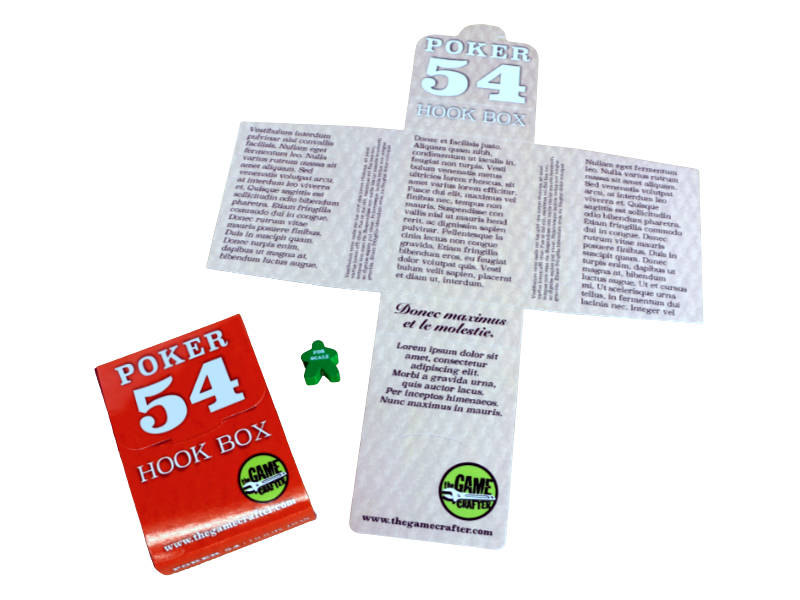 POKER
54
HOOK BOX
Vestibulum interdum
pulvinar nisi convallis
facilisis. Nullam eget
fermentum leo. Nulla
varius rutrum massa sit
amet aliquam. Sed
venenatis volutpat arcu,
at interdum leo viverra
et. Quisque sagittis est
sollicitudin odio bibendum
pharetra. Etiam fringilla
commodo dui in congue.
Donec rutrum vitae
mauris posuere finibus.
Duis in suscipit quam.
Donec turpis enim,
dapibus ut magna at,
bibendum luctus augue.
Donec et facilisis justo.
Aliquam quam nibh,
condimentum ut iaculis in,
feugiat non turpis. Vesti
bulum venenatis metus
ultricies lorem rhoncus, sit
amet varius lorem efficitur.
Fusce dui elit, maximus vel
finibus nec, tempus non
mauris. Suspendisse con
vallis nisl ut mauris hend
rerit, ac dignissim sapien
pulvinar. Pellentesque la
cinia lectus non congue
gravida. Etiam fringilla
bibendum eros, eu feugiat
dolor volutpat quis. Vesti
bulum velit sapien, placerat
et diam ut, interdum.
Nullam eget fermentum
leo. Nulla varius rutrum
massa sit amet aliquam.
Sed venenatis volutpat
arcu, at interdum leo
viverra et. Quisque
sagittis est sollicitudin
odio bibendum pharetra.
Etiam fringilla commodo
dui in congue. Donec
rutrum vitae mauris
posuere finibus. Duis in
suscipit quam. Donec
turpis enim, dapibus ut
magna at, bibendum
luctus augue. Ut et cursus
mi. Ut scelerisque urna
tellus, in fermentum dui
lacinia nec. Integer vel
Donec maximus
et le molestie.
Lorem ipsum dolor sit
amet, consectetur
adipiscing elit.
Morbi a gravida urna,
quis auctor lacus.
Per inceptos himenaeos.
Nunc maximus in mauris.
the GAME
CRAFTER
www.thegamecrafter.com
POKER
54
HOOK BOX
the GAME
CRAFTER
www.thegamecrafter.com
POKER 54 HOOK BOX
FOR
SCALE